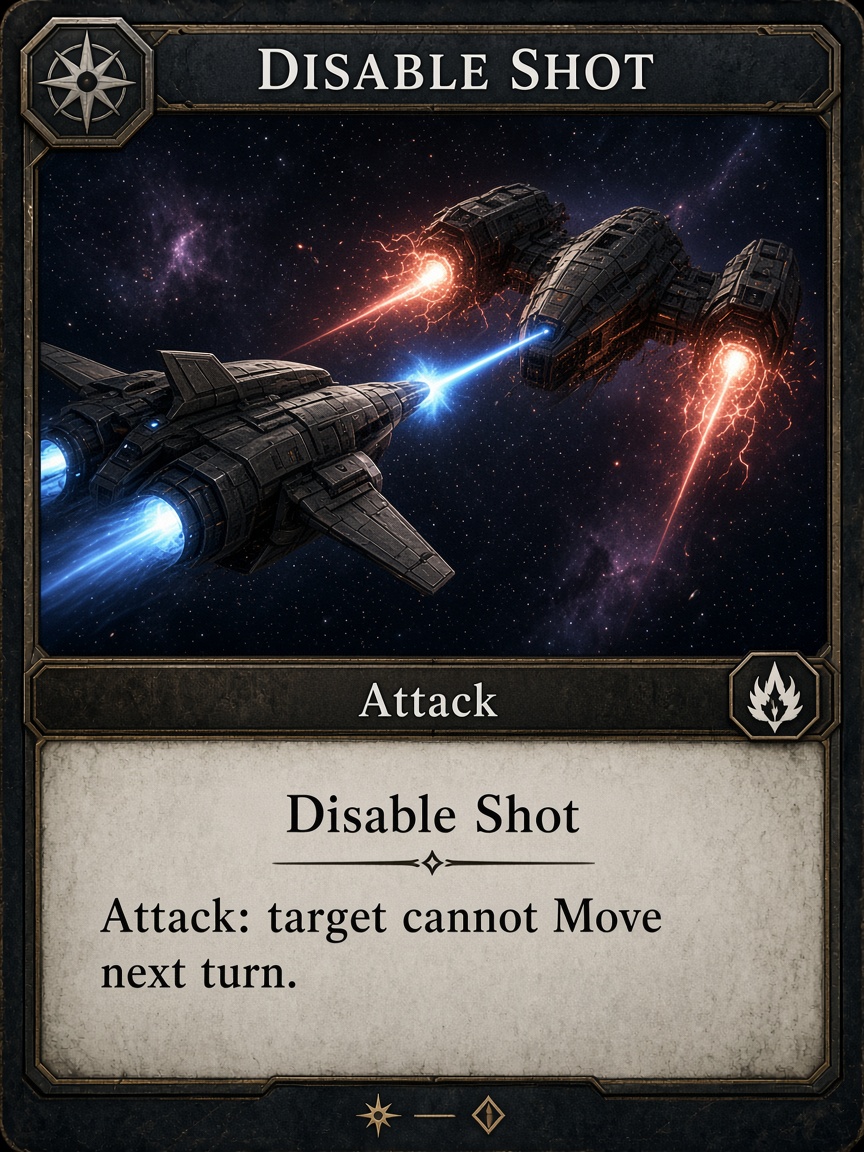 DISABLE SHOT
Attack
Disable Shot
Attack: target cannot Move
next turn.